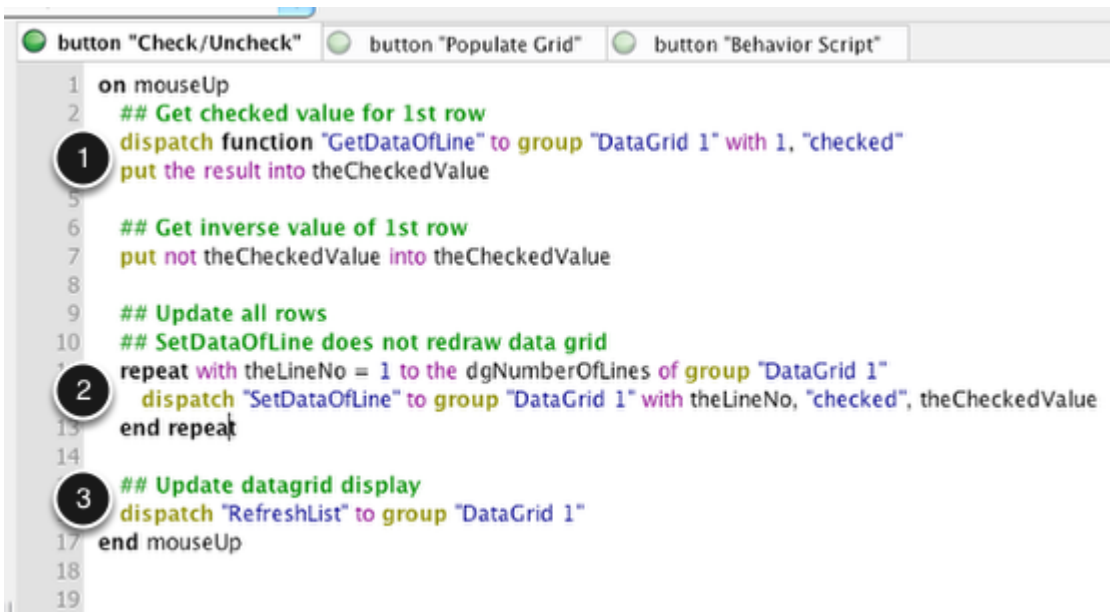 button "Check/Uncheck" button "Populate Grid" button "Behavior Script"
1 on mouseUp
2 ## Get checked value for 1st row
dispatch function "GetDataOfLine" to group "DataGrid 1" with 1, "checked"
1
put the result into theCheckedValue
5
6 ## Get inverse value of 1st row
7 put not theCheckedValue into theCheckedValue
8
9 ## Update all rows
10 ## SetDataOfLine does not redraw data grid
repeat with theLineNo = 1 to the dgNumberOfLines of group "DataGrid 1"
2
dispatch "SetDataOfLine" to group "DataGrid 1" with theLineNo, "checked", theCheckedValue
13 end repeat
14
## Update datagrid display
3
dispatch "RefreshList" to group "DataGrid 1"
17 end mouseUp
18
19